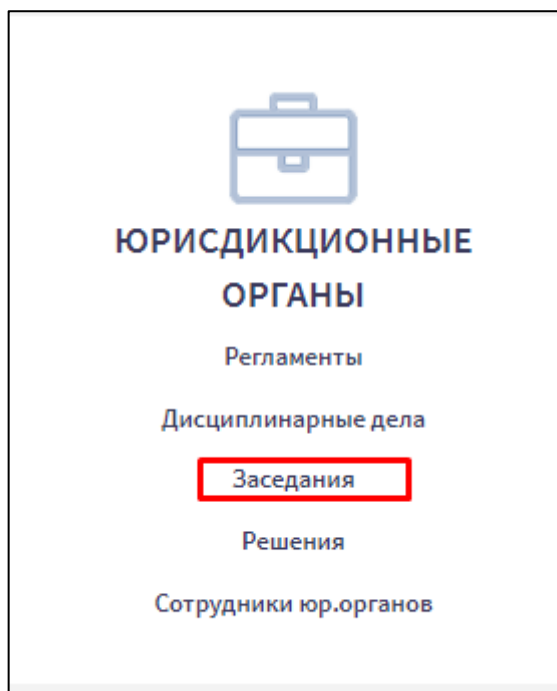 ЮРИСДИКЦИОННЫЕ
ОРГАНЫ
Регламенты
Дисциплинарные дела
Заседания
Решения
Сотрудники юр.органов